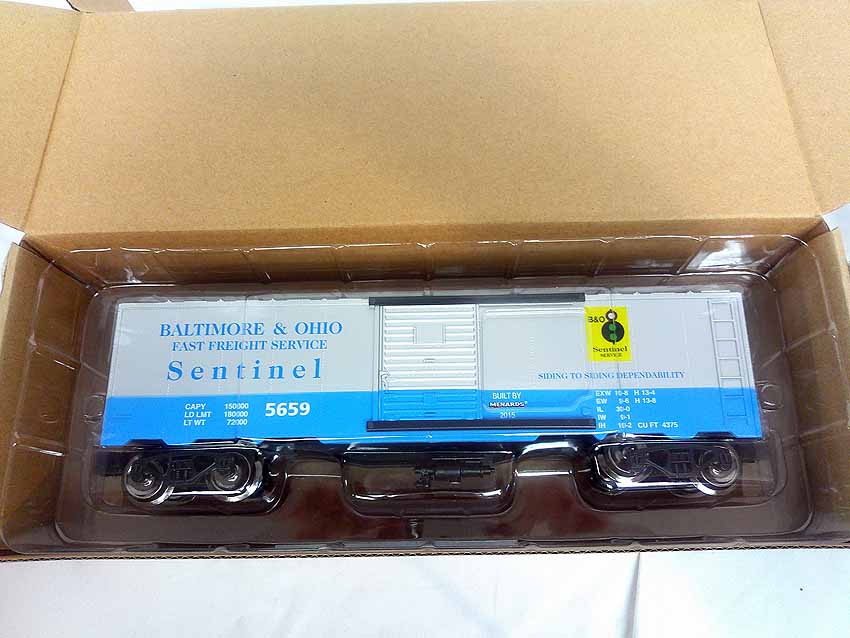 BALTIMORE & OHIO
FAST FREIGHT SERVICE
Sentinel
CAPY 150000
LD LMT 180000
LT WT 72000
5659
BUILT BY
MENARDS
2015
B&O
Sentinel
SERVICE
SIDING TO SIDING DEPENDABILITY
EXW 10-8 H 13-4
EW 9-6 H 13-8
IL
IW 9-1
IH 10-2 CU FT 4375